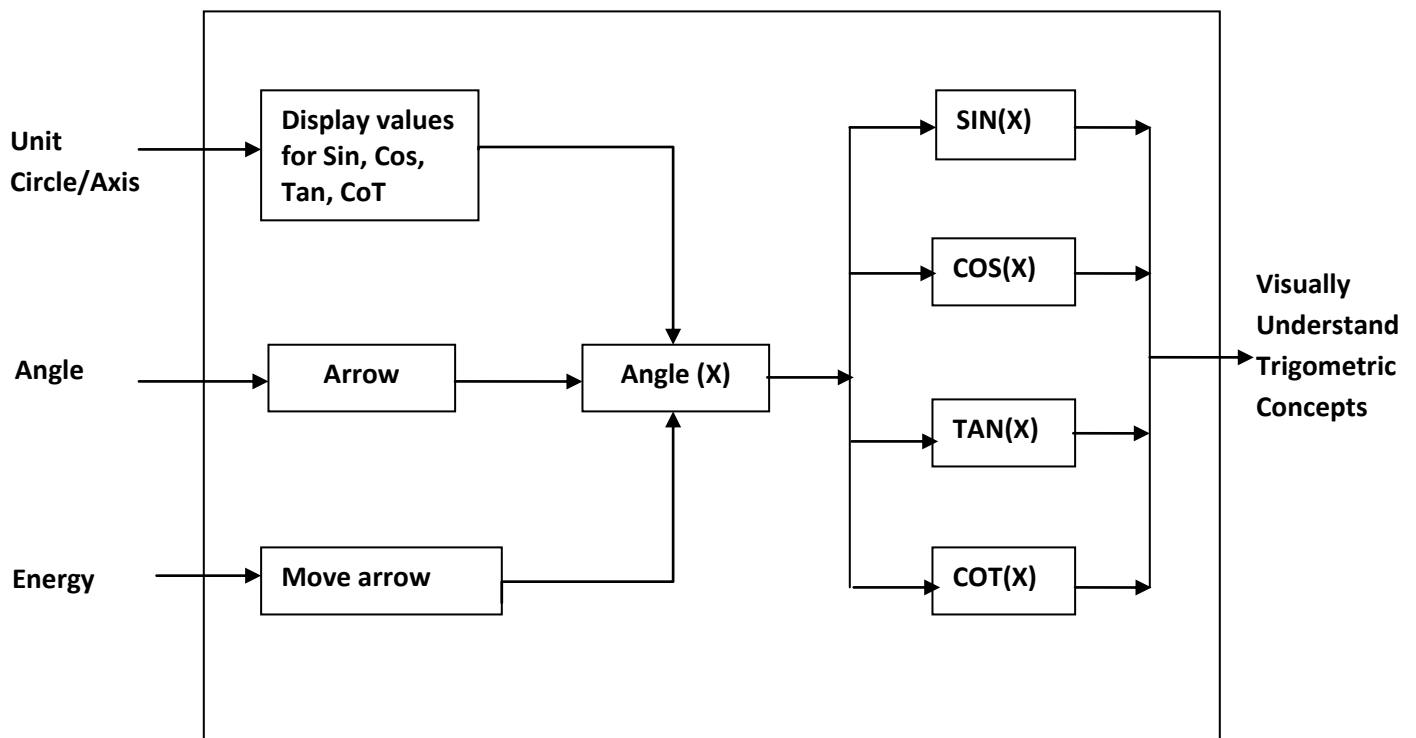 Unit
Circle/Axis
Display values
for Sin, Cos,
Tan, CoT
Angle
Arrow
Angle (X)
Energy
Move arrow
SIN(X)
COS(X)
TAN(X)
COT(X)
Visually
Understand
Trigometric
Concepts